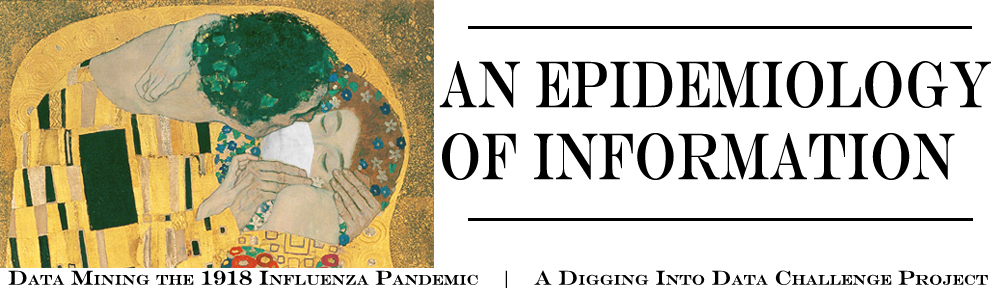 AN EPIDEMIOLOGY
OF INFORMATION
Data Mining the 1918 Influenza Pandemic | A Digging Into Data Challenge Project